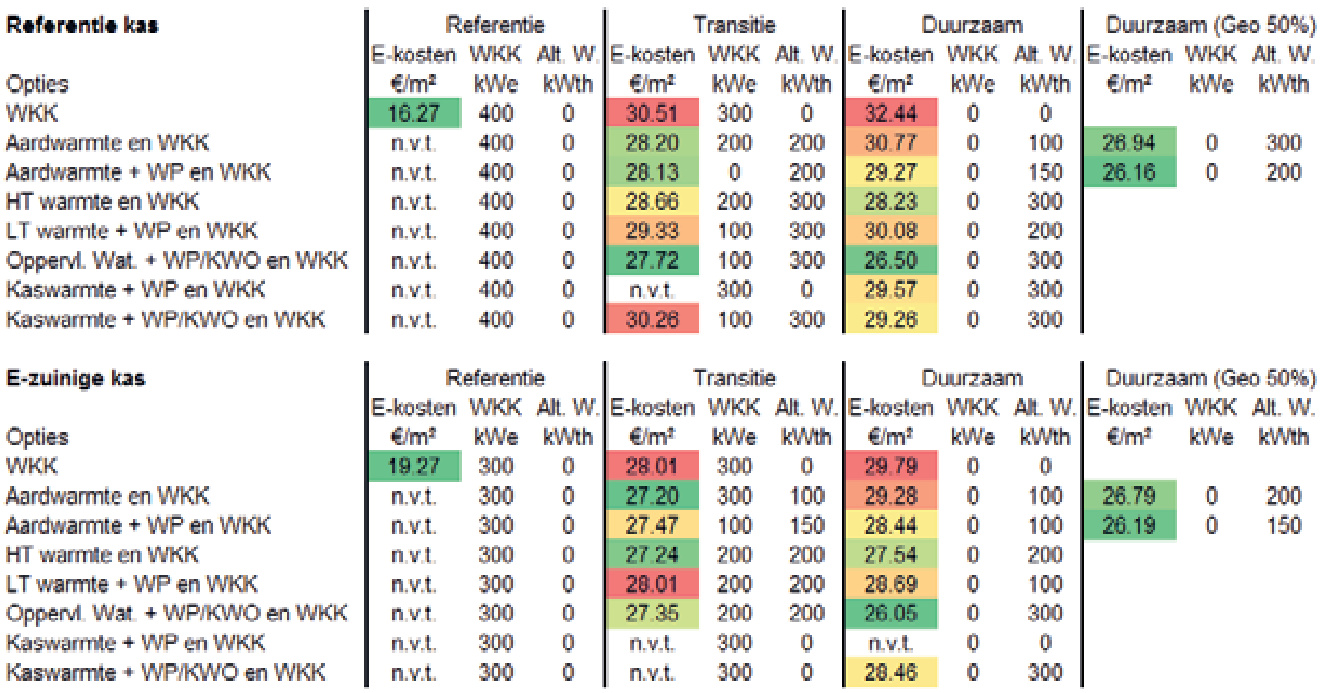 Referentie kas Referentie Transitie Duurzaam Duurzaam (Geo 50%)
E-kosten WKK Alt. W. E-kosten WKK Alt. W. E-kosten WKK Alt. W. E-kosten WKK Alt. W.
Opties €/m² kWe kWth €/m² kWe kWth €/m² kWe kWth €/m² kWe kWth
WKK 16.27 400 0 30.51 300 0 32.44 0 0
Aardwarmte en WKK n.v.t. 400 0 28.20 200 200 30.77 0 100 26.94 0 300
Aardwarmte + WP en WKK n.v.t. 400 0 28.13 0 200 29.27 0 150 26.16 0 200
HT warmte en WKK n.v.t. 400 0 28.66 200 300 28.23 0 300
LT warmte + WP en WKK n.v.t. 400 0 29.33 100 300 30.08 0 200
Oppervl. Wat. + WP/KWO en WKK n.v.t. 400 0 27.72 100 300 26.50 0 300
Kaswarmte + WP en WKK n.v.t. 400 0 n.v.t. 300 0 29.57 0 300
Kaswarmte + WP/KWO en WKK n.v.t. 400 0 30.26 100 300 29.26 0 300
E-zuinige kas Referentie Transitie Duurzaam Duurzaam (Geo 50%)
E-kosten WKK Alt. W. E-kosten WKK Alt. W. E-kosten WKK Alt. W. E-kosten WKK Alt. W.
Opties €/m² kWe kWth €/m² kWe kWth €/m² kWe kWth €/m² kWe kWth
WKK 19.27 300 0 28.01 300 0 29.79 0 0
Aardwarmte en WKK n.v.t. 300 0 27.20 300 100 29.28 0 100 26.79 0 200
Aardwarmte + WP en WKK n.v.t. 300 0 27.47 100 150 28.44 0 100 26.19 0 150
HT warmte en WKK n.v.t. 300 0 27.24 200 200 27.54 0 200
LT warmte + WP en WKK n.v.t. 300 0 28.01 200 200 28.69 0 100
Oppervl. Wat. + WP/KWO en WKK n.v.t. 300 0 27.35 200 200 26.05 0 300
Kaswarmte + WP en WKK n.v.t. 300 0 n.v.t. 300 0 n.v.t. 0 0
Kaswarmte + WP/KWO en WKK n.v.t. 300 0 n.v.t. 300 0 28.46 0 300